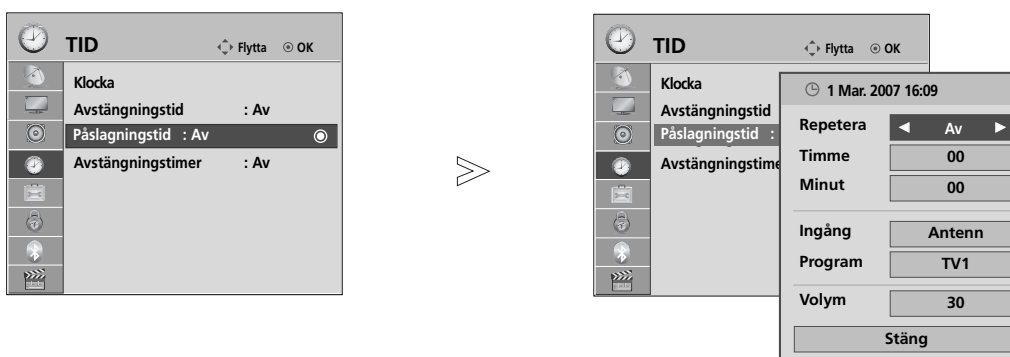 TID Flytta OK
Klocka
Avstängningstid : Av
Påslagningstid : Av
Avstängningstimer : Av
TID Flytta OK
Klocka
Avstängningstid
Påslagningstid :
Avstängningstime
1 Mar. 2007 16:09
Repetera ◀ Av ▶
Timme 00
Minut 00
Ingång Antenn
Program TV1
Volym 30
Stäng